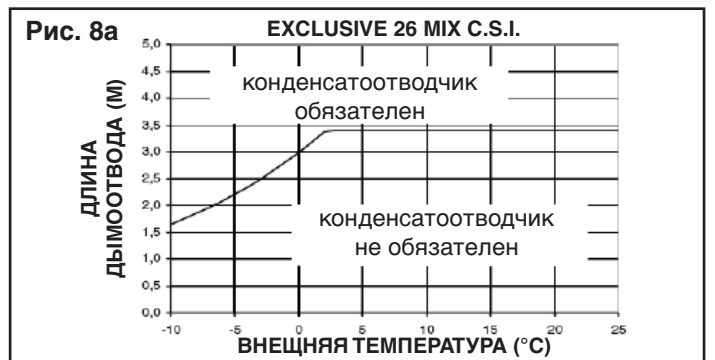 Рис. 8а
EXCLUSIVE 26 MIX C.S.I.
ДЛИНА
ДЫМООТВОДА (М)
5,0
4,5
4,0
3,5
3,0
2,5
2,0
1,5
1,0
0,5
0,0
конденсатоотводчик
обязателен
конденсатоотводчик
не обязателен
-10 -5 0 5 10 15 20 25
ВНЕЩНЯЯ ТЕМПЕРАТУРА (°C)